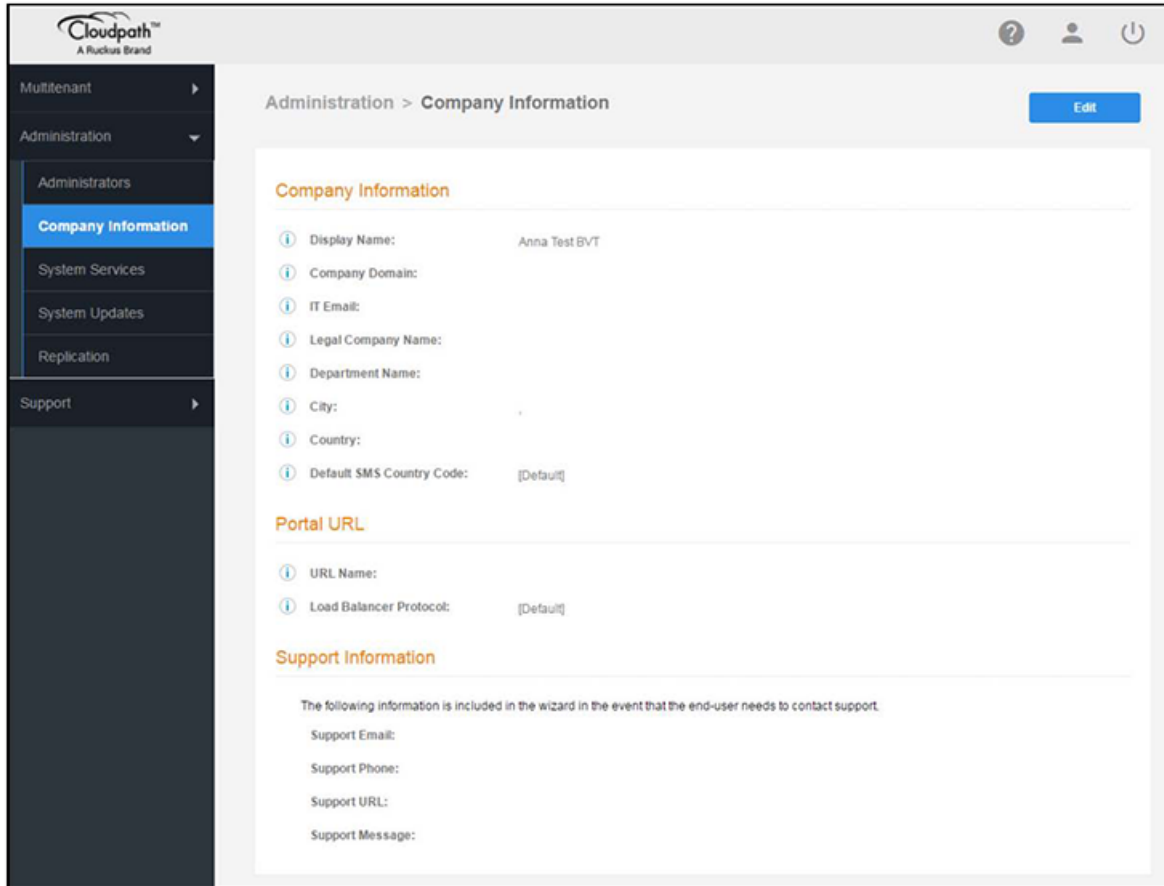 Cloudpath™
A Ruckus Brand
Multitenant
Administration
Administrators
Company Information
System Services
System Updates
Replication
Support
Administration > Company Information
Edit
Company Information
Display Name: Anna Test BVT
Company Domain:
IT Email:
Legal Company Name:
Department Name:
City: ,
Country:
Default SMS Country Code: [Default]
Portal URL
URL Name:
Load Balancer Protocol: [Default]
Support Information
The following information is included in the wizard in the event that the end-user needs to contact support.
Support Email:
Support Phone:
Support URL:
Support Message: